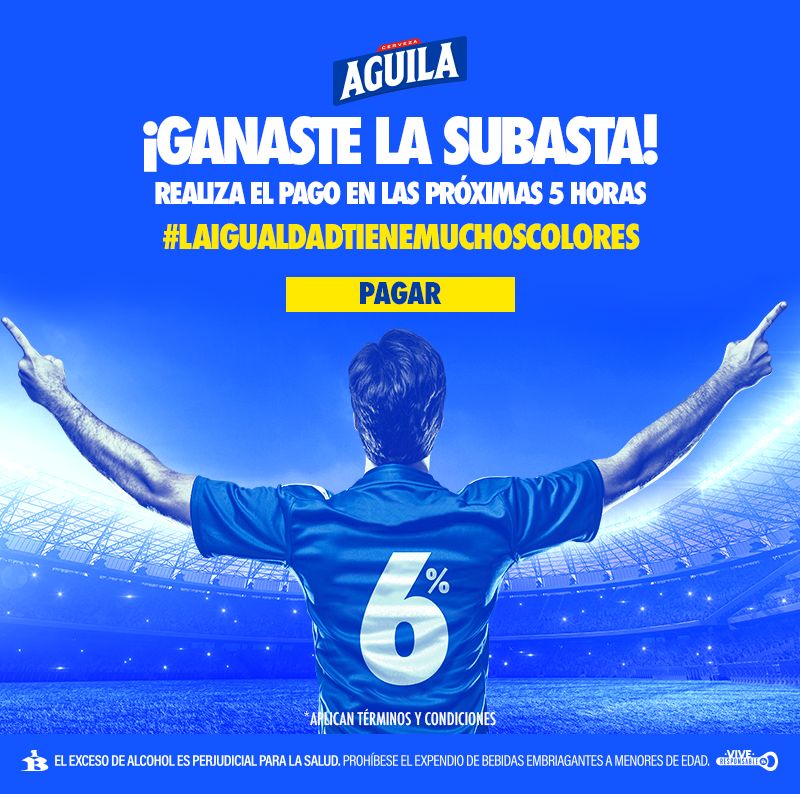 CERVEZA
AGUILA
¡GANASTE LA SUBASTA!
REALIZA EL PAGO EN LAS PRÓXIMAS 5 HORAS
#LAIGUALDADTIENEMUCHOSCOLORES
PAGAR
6%
*APLICAN TÉRMINOS Y CONDICIONES
EL EXCESO DE ALCOHOL ES PERJUDICIAL PARA LA SALUD. PROHÍBESE EL EXPENDIO DE BEBIDAS EMBRIAGANTES A MENORES DE EDAD.
·VIVE·
RESPONSABLE